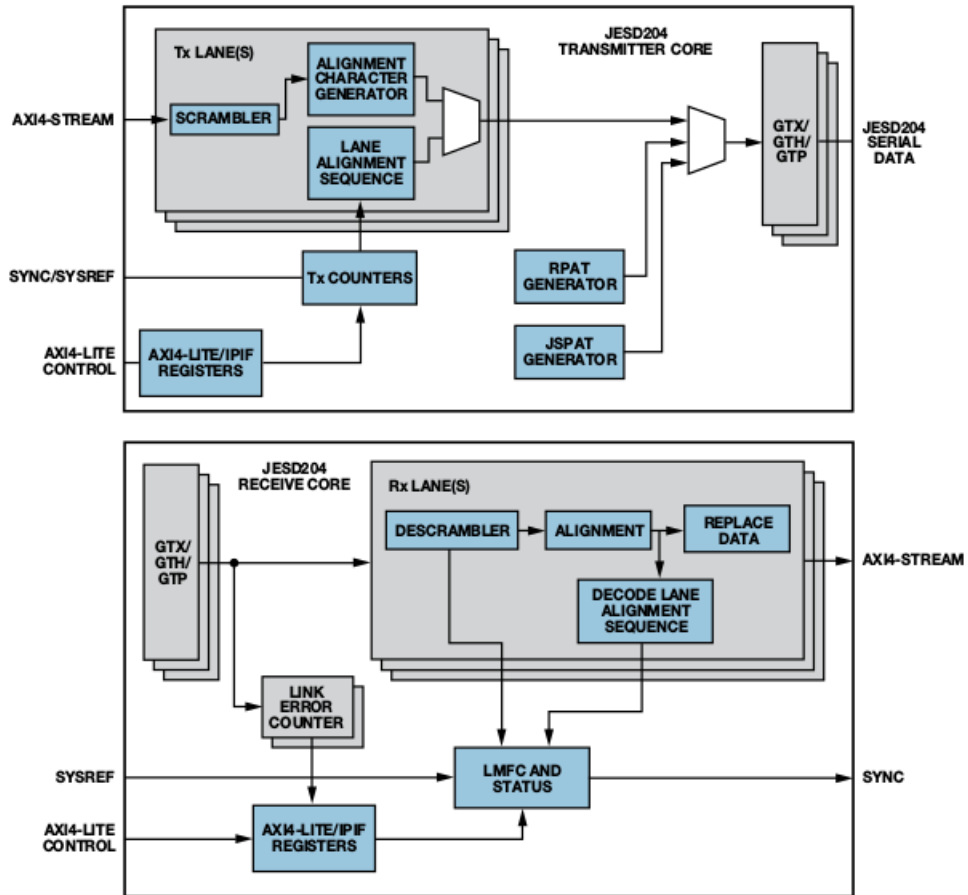 JESD204
TRANSMITTER CORE
Tx LANE(S)
ALIGNMENT
CHARACTER
GENERATOR
AXI4-STREAM
SCRAMBLER
LANE
ALIGNMENT
SEQUENCE
GTX/
GTH/
GTP
JESD204
SERIAL
DATA
SYNC/SYSREF
Tx COUNTERS
RPAT
GENERATOR
AXI4-LITE
CONTROL
AXI4-LITE/IPIF
REGISTERS
JSPAT
GENERATOR
JESD204
RECEIVE CORE
GTX/
GTH/
GTP
Rx LANE(S)
DESCRAMBLER
ALIGNMENT
REPLACE
DATA
AXI4-STREAM
DECODE LANE
ALIGNMENT
SEQUENCE
LINK
ERROR
COUNTER
SYSREF
LMFC AND
STATUS
SYNC
AXI4-LITE
CONTROL
AXI4-LITE/IPIF
REGISTERS